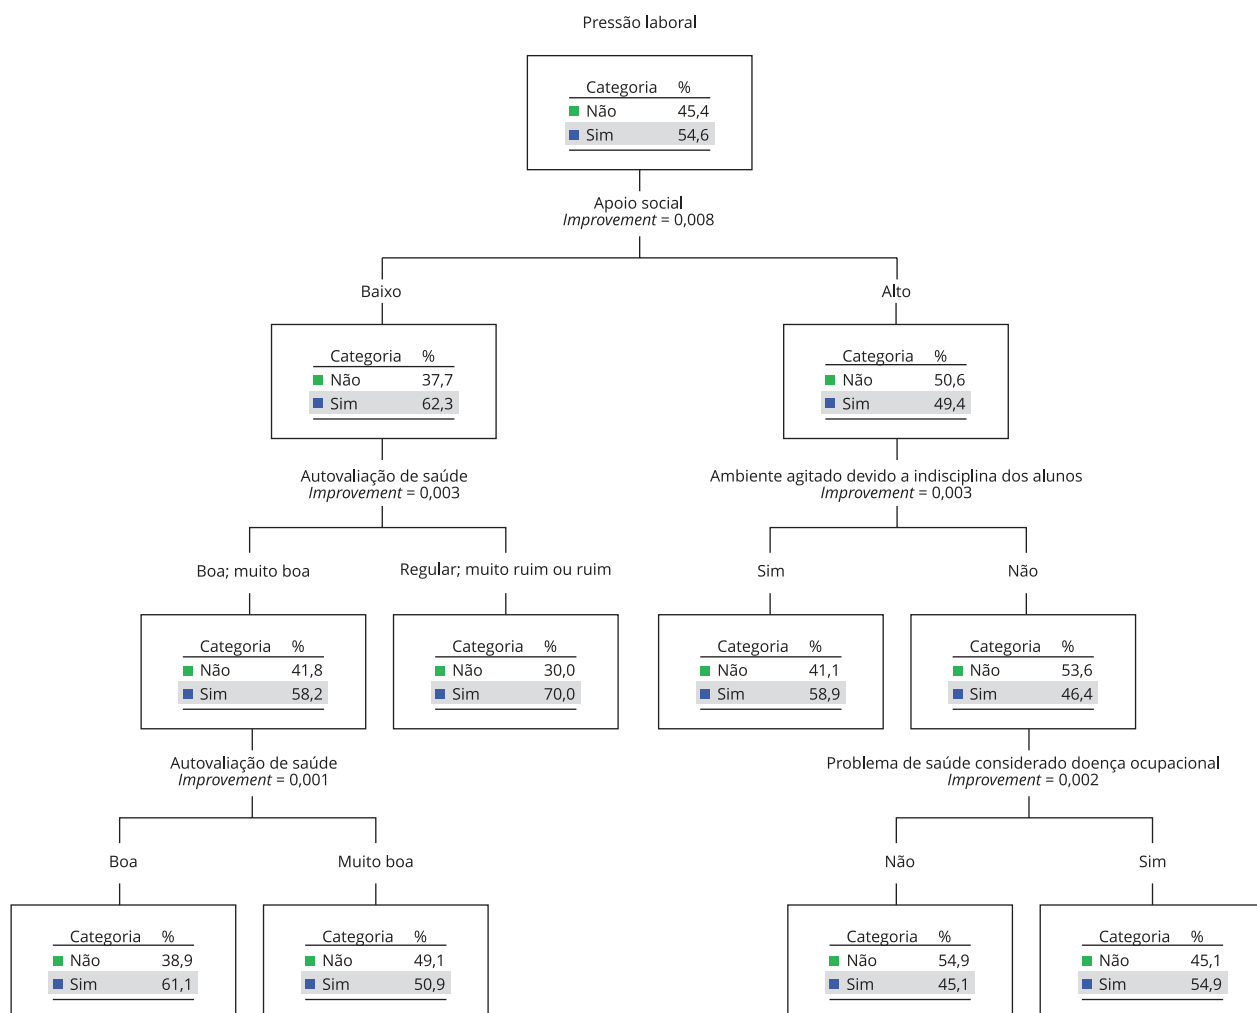 Pressão laboral
Categoria %
Não 45,4
Sim 54,6
Apoio social
Improvement = 0,008
Baixo
Alto
Categoria %
Não 37,7
Sim 62,3
Categoria %
Não 50,6
Sim 49,4
Autovaliação de saúde
Improvement = 0,003
Ambiente agitado devido a indisciplina dos alunos
Improvement = 0,003
Boa; muito boa
Regular; muito ruim ou ruim
Sim
Não
Categoria %
Não 41,8
Sim 58,2
Categoria %
Não 30,0
Sim 70,0
Categoria %
Não 41,1
Sim 58,9
Categoria %
Não 53,6
Sim 46,4
Autovaliação de saúde
Improvement = 0,001
Problema de saúde considerado doença ocupacional
Improvement = 0,002
Boa
Muito boa
Não
Sim
Categoria %
Não 38,9
Sim 61,1
Categoria %
Não 49,1
Sim 50,9
Categoria %
Não 54,9
Sim 45,1
Categoria %
Não 45,1
Sim 54,9